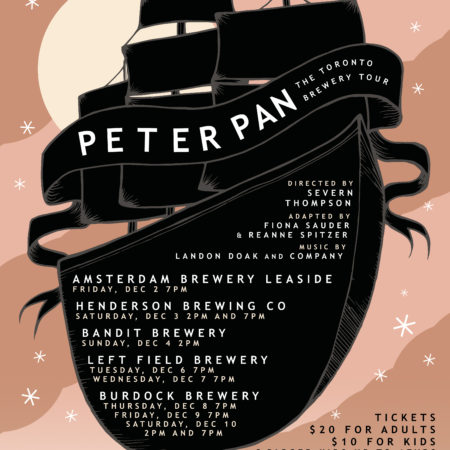 PETER PAN
THE TORONTO
BREWERY TOUR
DIRECTED BY
SEVERN
THOMPSON
ADAPTED BY
FIONA SAUDER
& REANNE SPITZER
MUSIC BY
LANDON DOAK AND COMPANY
AMSTERDAM BREWERY LEASIDE
FRIDAY, DEC 2 7PM
HENDERSON BREWING CO
SATURDAY, DEC 3 2PM AND 7PM
BANDIT BREWERY
SUNDAY, DEC 4 2PM
LEFT FIELD BREWERY
TUESDAY, DEC 6 7PM
WEDNESDAY, DEC 7 7PM
BURDOCK BREWERY
THURSDAY, DEC 8 7PM
FRIDAY, DEC 9 7PM
SATURDAY, DEC 10
2PM AND 7PM
TICKETS
$20 FOR ADULTS
$10 FOR KIDS